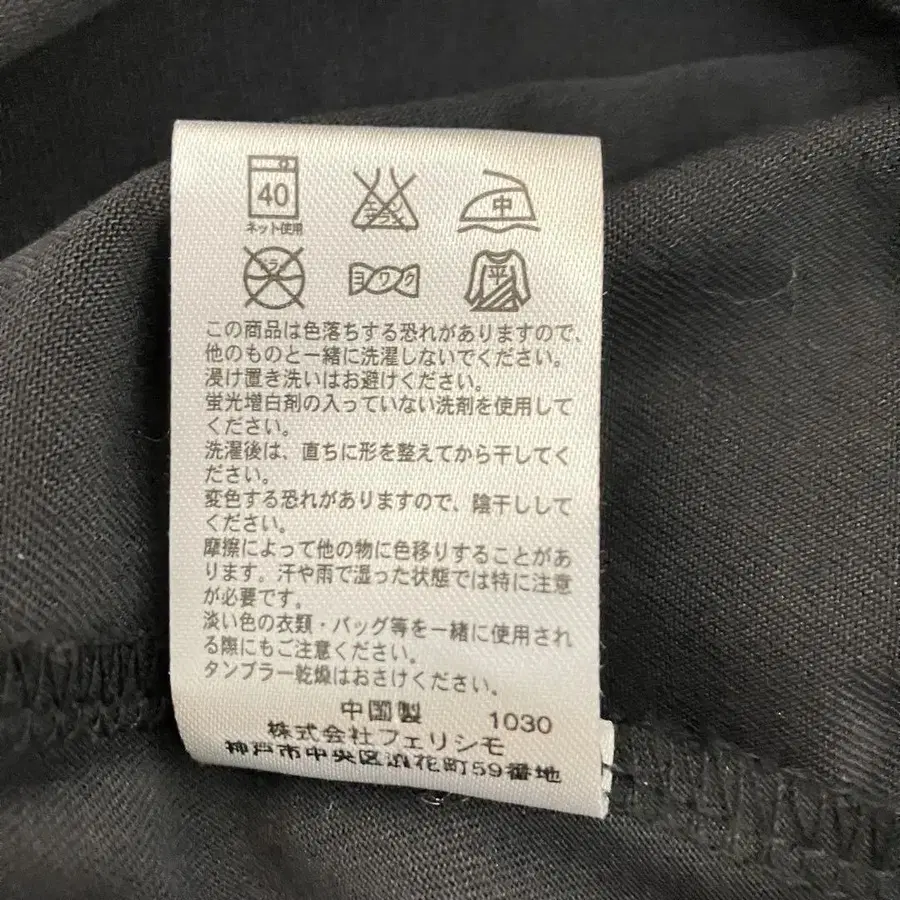 40
ネット使用
エンソ
サラシ
中
ドライ
ヨワク
平
この商品は色落ちする恐れがありますので、
他のものと一緒に洗濯しないでください。
浸け置き洗いはお避けください。
蛍光増白剤の入っていない洗剤を使用して
ください。
洗濯後は、直ちに形を整えてから干してく
ださい。
変色する恐れがありますので、陰干しして
ください。
摩擦によって他の物に色移りすることがあ
ります。汗や雨で湿った状態では特に注意
が必要です。
淡い色の衣類・バッグ等を一緒に使用され
る際にもご注意ください。
タンブラー乾燥はおさけください。
中国製 1030
株式会社フェリシモ
神戸市中央区浪花町59番地